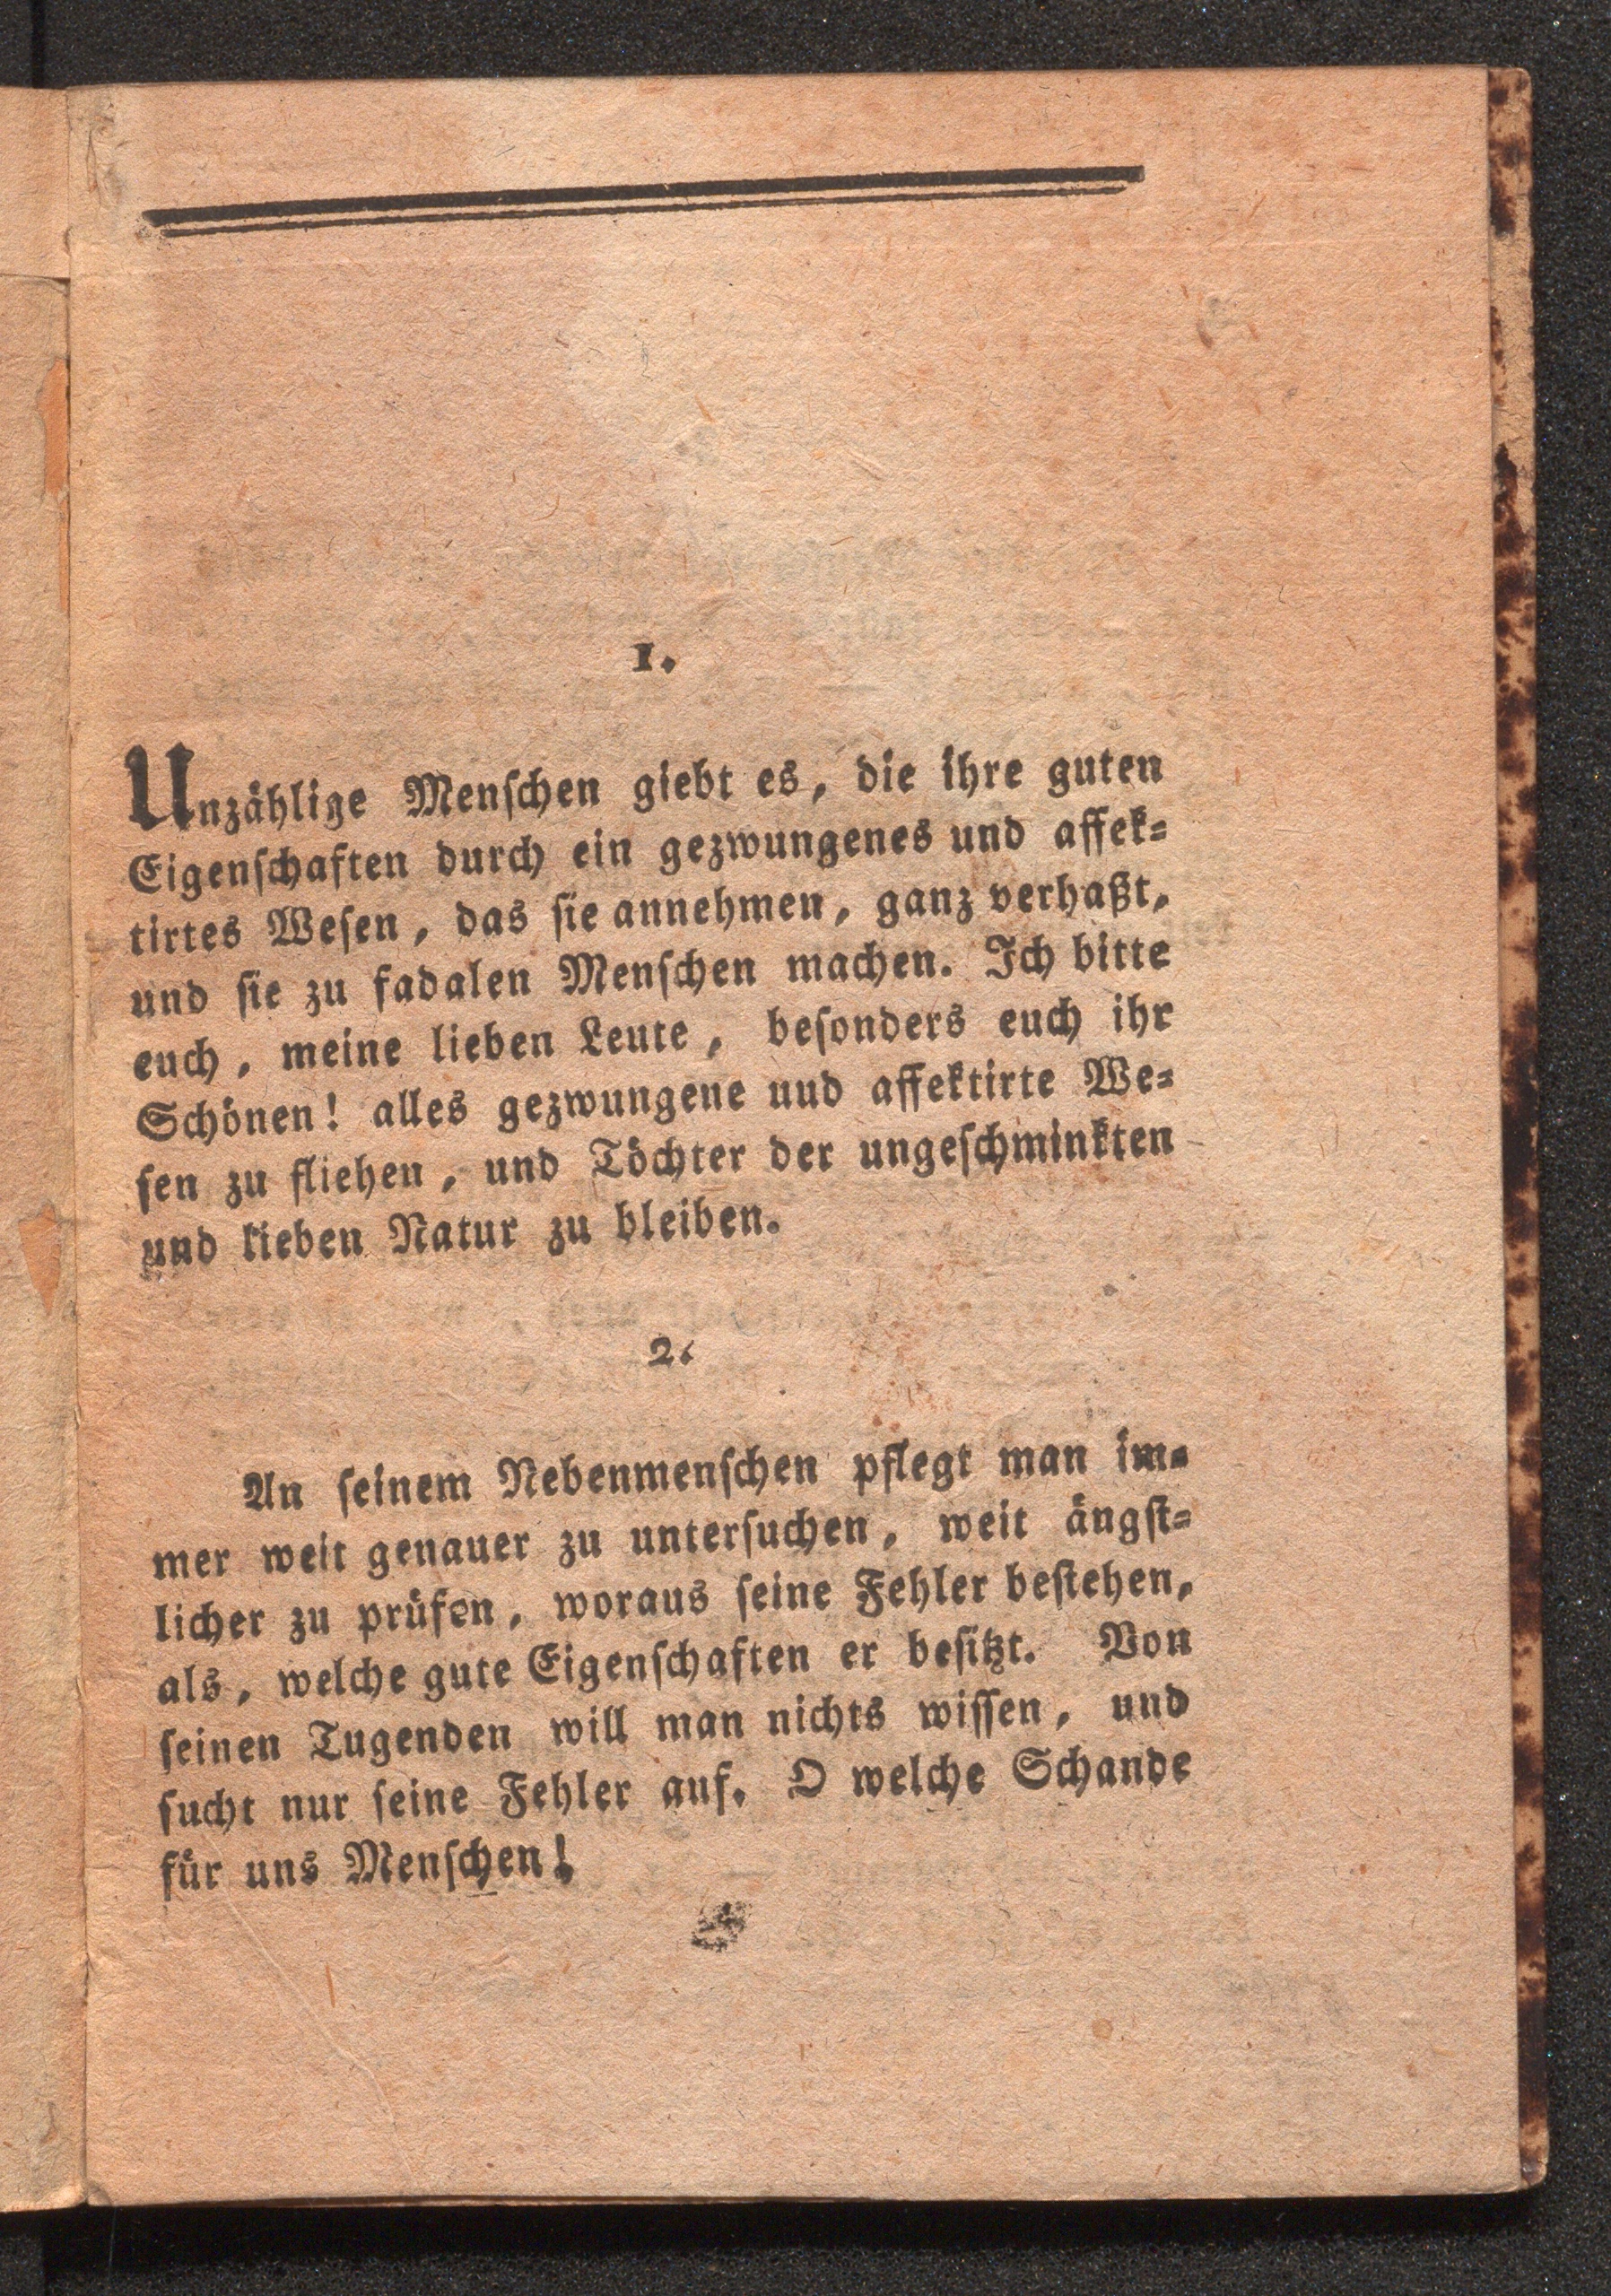 1.
Unzählige Menſchen giebt es, die ihre guten
Eigenſchaften durch ein gezwungenes und affek⸗
tirtes Weſen, das ſie annehmen, ganz verhaßt,
und ſie zu fadalen Menſchen machen. Ich bitte
euch, meine lieben Leute, beſonders euch ihr
Schönen! alles gezwungene uud affektirte We⸗
ſen zu fliehen, und Töchter der ungeſchminkten
und lieben Natur zu bleiben.
2.
An ſeinem Nebenmenſchen pflegt man im⸗
mer weit genauer zu unterſuchen, weit ängſt⸗
licher zu prüfen, woraus ſeine Fehler beſtehen,
als, welche gute Eigenſchaften er beſitzt. Von
ſeinen Tugenden will man nichts wiſſen, und
ſucht nur ſeine Fehler auf. O welche Schande
für uns Menſchen!